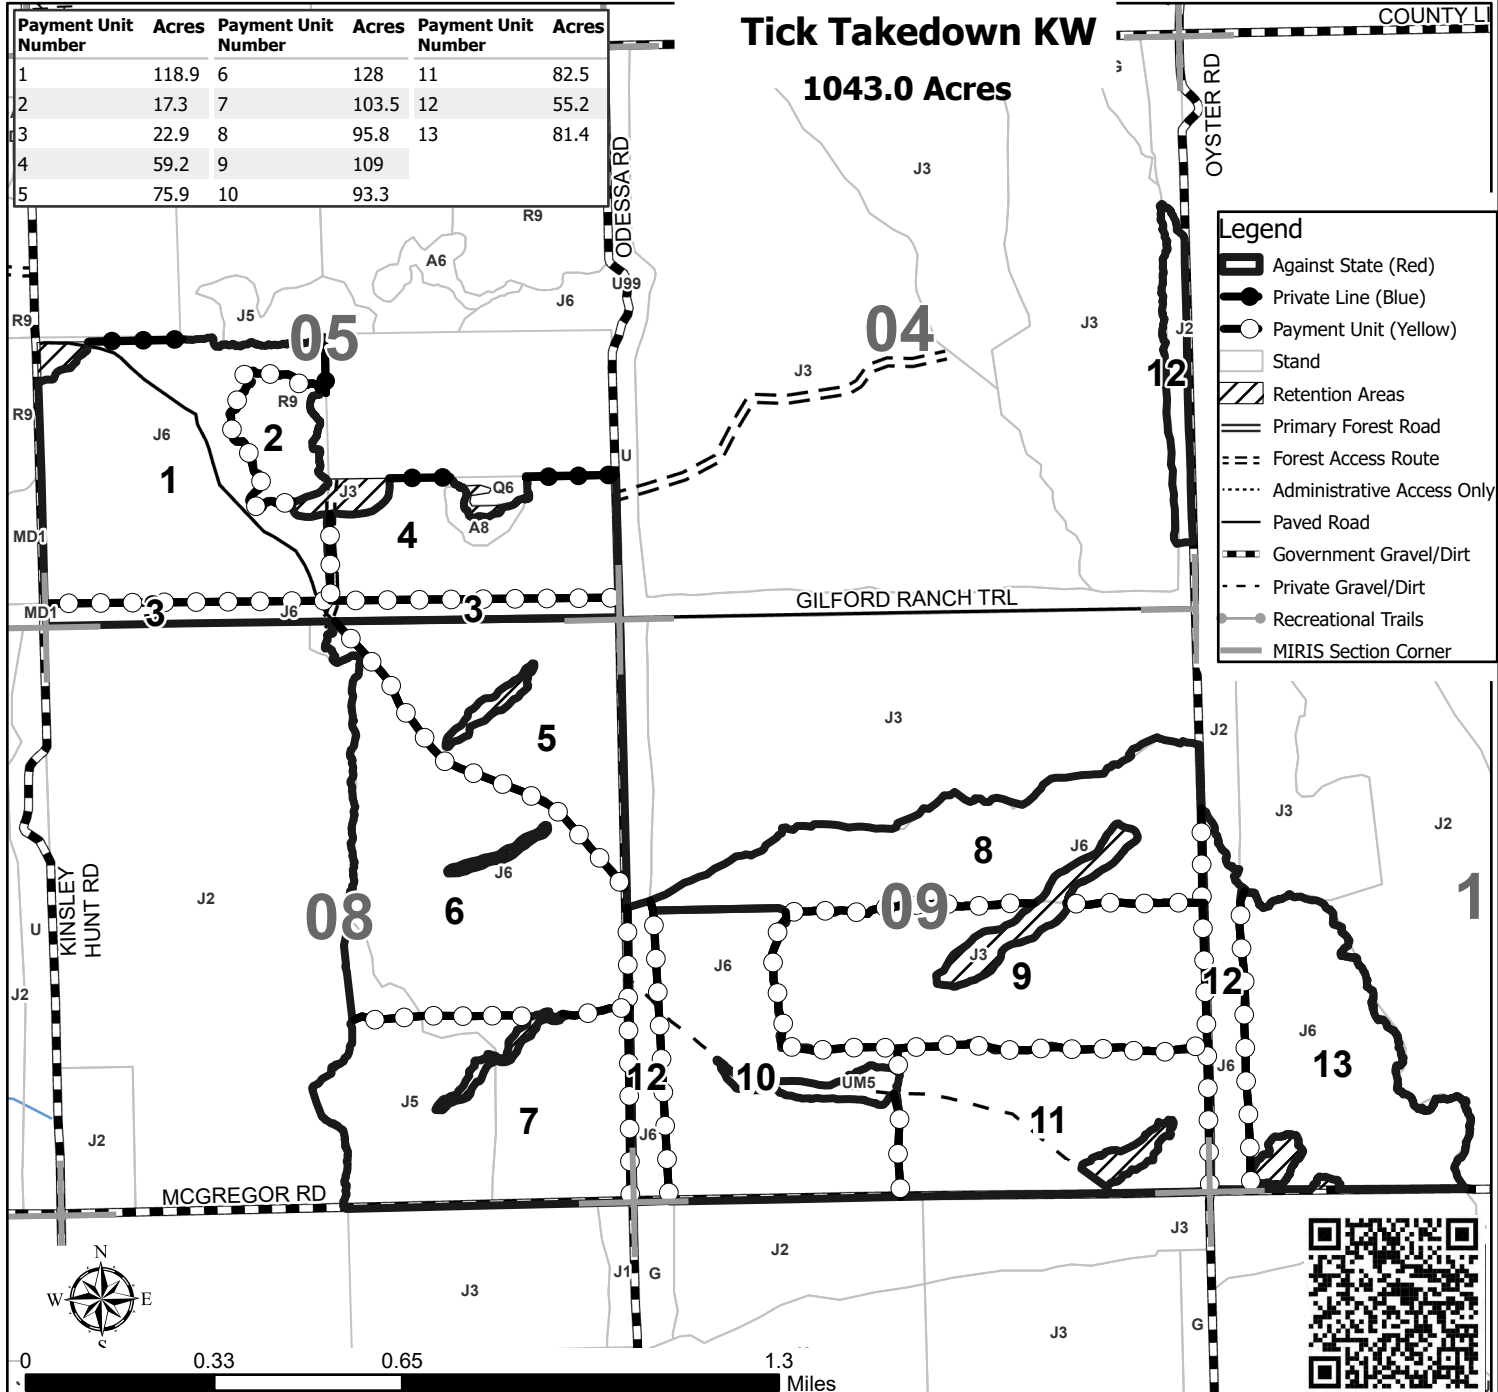 Tick Takedown KW
1043.0 Acres
Payment Unit Number Acres Payment Unit Number Acres Payment Unit Number Acres
1 118.9 6 128 11 82.5
2 17.3 7 103.5 12 55.2
3 22.9 8 95.8 13 81.4
4 59.2 9 109
5 75.9 10 93.3
COUNTY LI
OYSTER RD
ODESSA RD
G
J3
R9
A6
U99
J6
J5
R9
05
04
J3
J2
J3
12
R9
R9
2
J6
1
U
J3
Q6
A8
4
MD1
MD1
3
J6
3
GILFORD RANCH TRL
Legend
Against State (Red)
Private Line (Blue)
Payment Unit (Yellow)
Stand
Retention Areas
Primary Forest Road
Forest Access Route
Administrative Access Only
Paved Road
Government Gravel/Dirt
Private Gravel/Dirt
Recreational Trails
MIRIS Section Corner
J3
J2
5
J3
J2
8
J6
J6
J2
08
6
09
1
U
KINSLEY
HUNT RD
J6
J3
9
12
J2
J6
J6
13
12
10
UM5
J5
7
11
J6
J2
MCGREGOR RD
J3
J2
J1
G
J3
J3
G
N
W
E
S
0 0.33 0.65 1.3
Miles